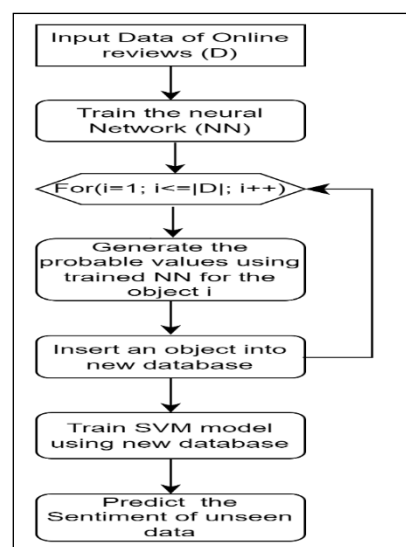 Input Data of Online
reviews (D)
Train the neural
Network (NN)
For(i=1; i<=|D|; i++)
Generate the
probable values using
trained NN for the
object i
Insert an object into
new database
Train SVM model
using new database
Predict the
Sentiment of unseen
data